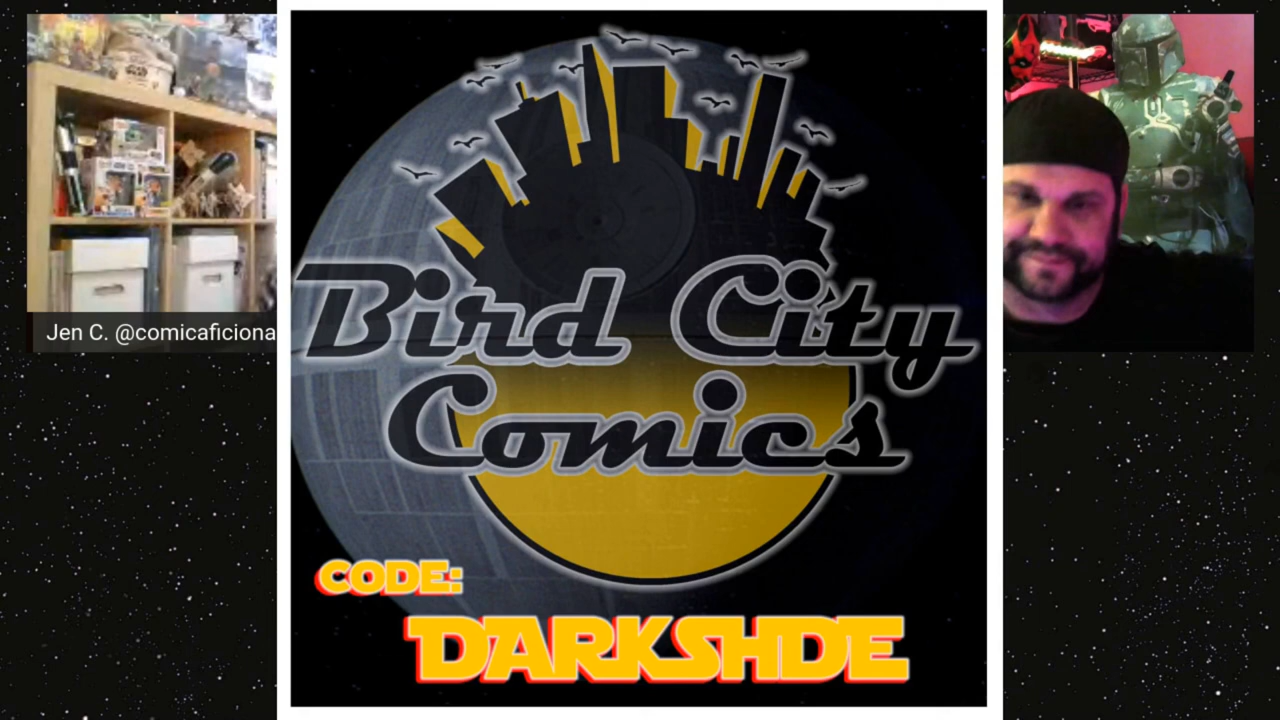 Bird City
Comics
Jen C. @comicaficiona
CODE:
DARKSHDE